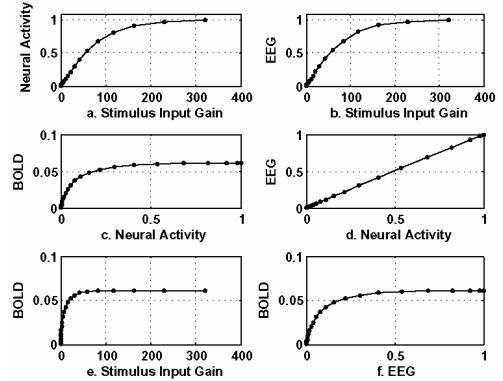 Neural Activity
1
0.5
0
0 100 200 300 400
a. Stimulus Input Gain
EEG
1
0.5
0
0 100 200 300 400
b. Stimulus Input Gain
BOLD
0.1
0.05
0
0 0.5 1
c. Neural Activity
EEG
1
0.5
0
0 0.5 1
d. Neural Activity
BOLD
0.1
0.05
0
0 100 200 300 400
e. Stimulus Input Gain
BOLD
0.1
0.05
0
0 0.5 1
f. EEG